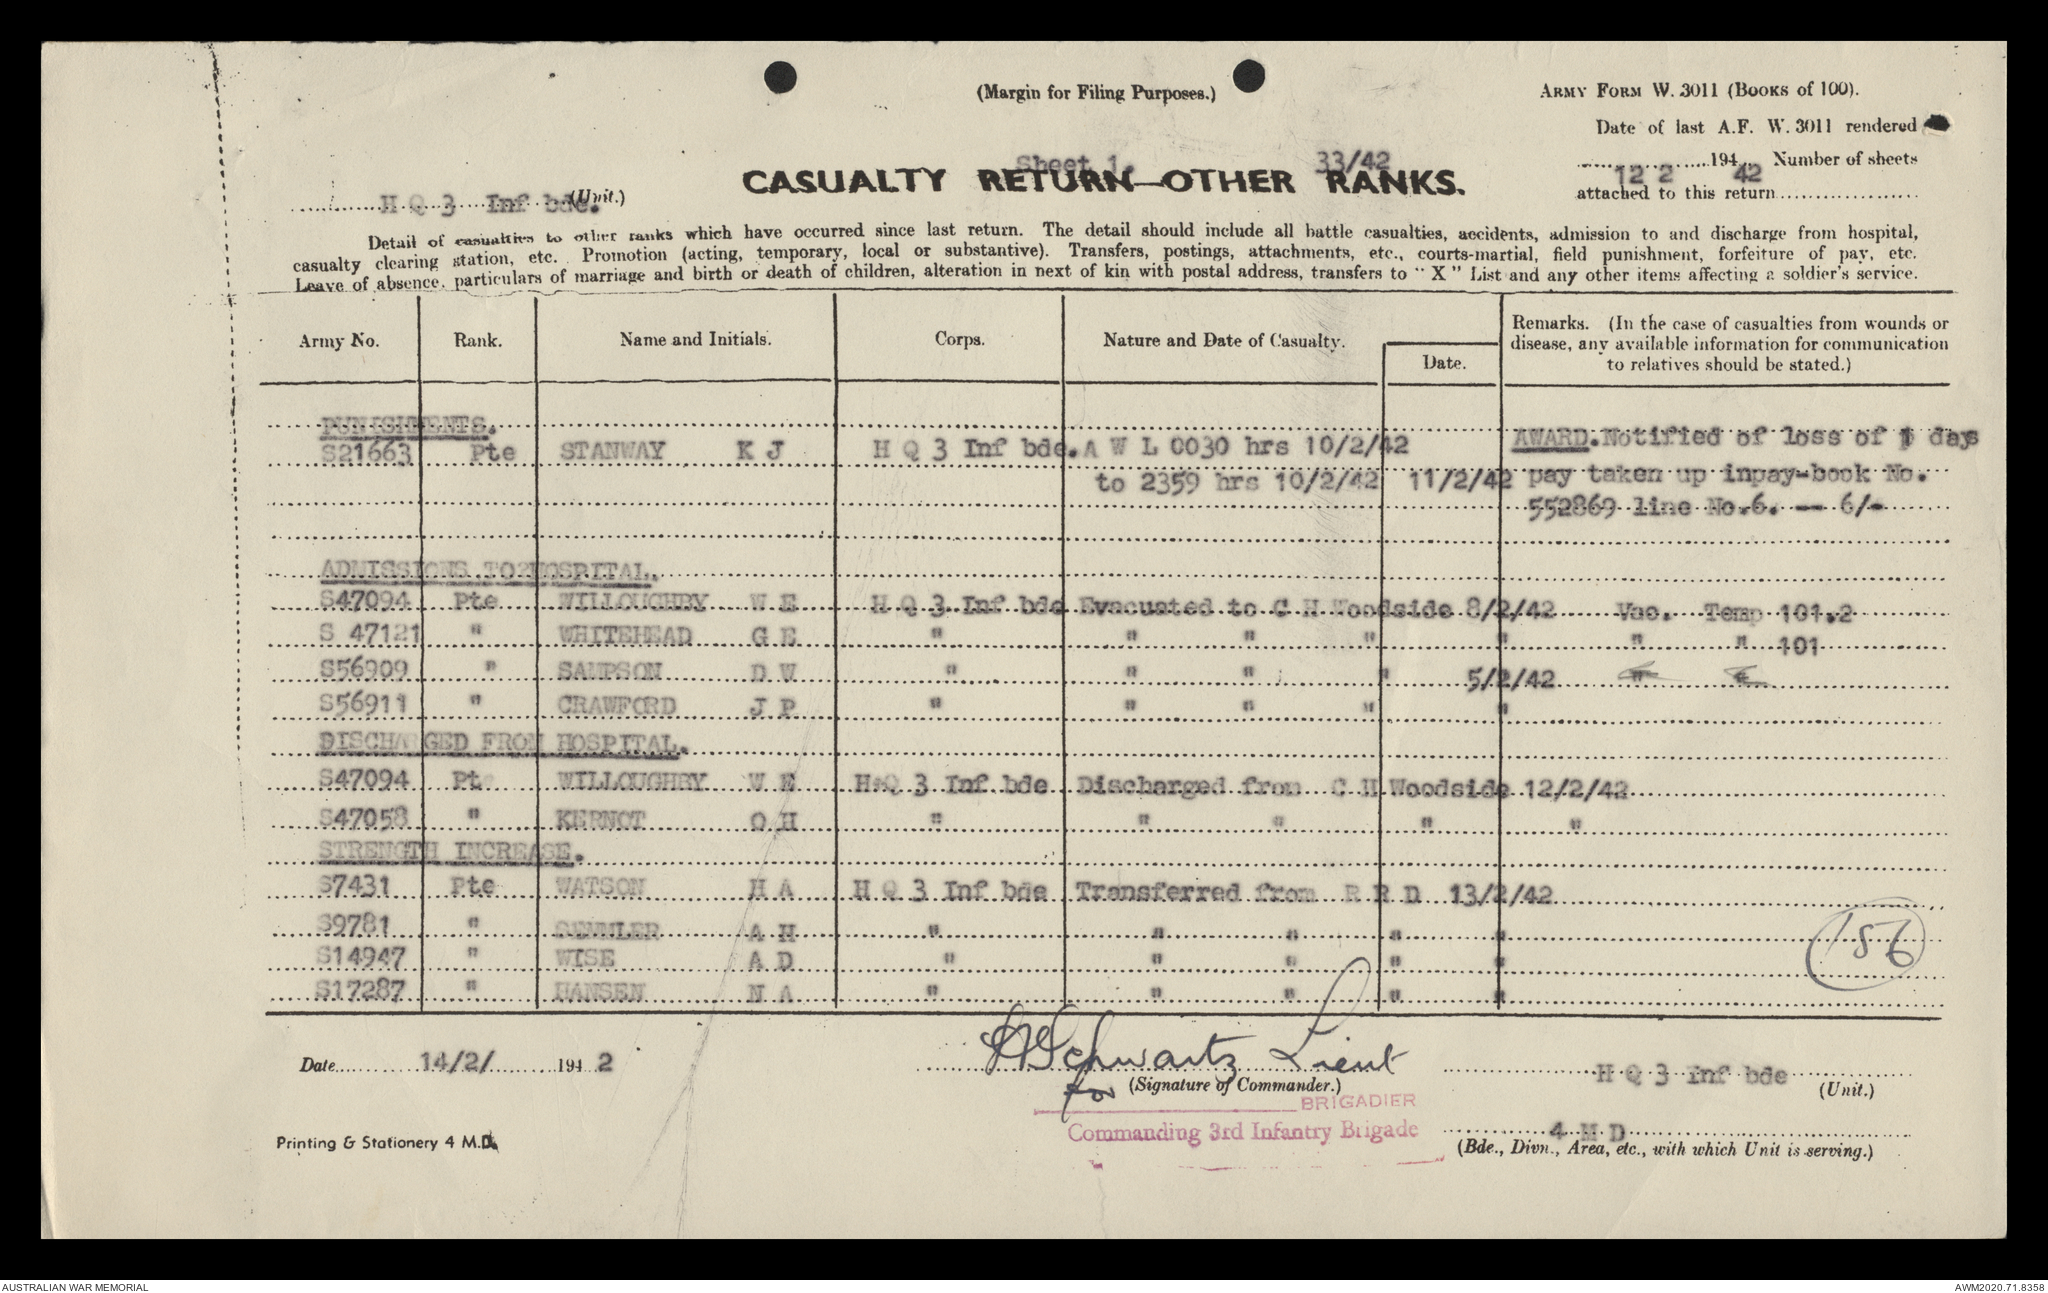 (Margin for Filing Purposes.)
ARMY FORM W. 3011 (BOOKS of 100).
Date of last A.F. W. 3011 rendered
12 2 194 42 Number of sheets
attached to this return
Sheet 1. 33/42
CASUALTY RETURN—OTHER RANKS.
H Q 3 Inf bde. (Unit.)
Detail of casualties to other ranks which have occurred since last return. The detail should include all battle casualties, accidents, admission to and discharge from hospital,
casualty clearing station, etc. Promotion (acting, temporary, local or substantive). Transfers, postings, attachments, etc., courts-martial, field punishment, forfeiture of pay, etc.
Leave of absence, particulars of marriage and birth or death of children, alteration in next of kin with postal address, transfers to "X" List and any other items affecting a soldier's service.
Army No. Rank. Name and Initials. Corps. Nature and Date of Casualty. Date. Remarks. (In the case of casualties from wounds or
disease, any available information for communication
to relatives should be stated.)
PUNISHMENTS.
S21663 Pte STANWAY K J H Q 3 Inf bde. A W L 0030 hrs 10/2/42 AWARD. Notified of loss of 1 days
to 2359 hrs 10/2/42 11/2/42 pay taken up inpay-book No.
552869 line No.6. -- 6/-
ADMISSIONS TO HOSPITAL.
S47094 Pte WILLOUGHBY W E H Q 3 Inf bde Evacuated to C H Woodside 8/2/42 Vac. Temp 101.2
S 47121 " WHITEHEAD G E " " " " " " " 101
S56909 " SAMPSON D W " " " " 5/2/42 " "
S56911 " CRAWFORD J P " " " " "
DISCHARGED FROM HOSPITAL.
S47094 Pte WILLOUGHBY W E H Q 3 Inf bde Discharged from C H Woodside 12/2/42
S47058 " KERNOT O H " " " " "
STRENGTH INCREASE.
S7431 Pte WATSON H A H Q 3 Inf bde Transferred from R R D 13/2/42
S9781 " SEMMLER A H " " " " "
S14947 " WISE A D " " " " "
S17287 " HANSEN N A " " " " "
156
Date 14/2/ 194 2
Schwartz Lieut
for (Signature of Commander.)
H Q 3 Inf bde
(Unit.)
BRIGADIER
Commanding 3rd Infantry Brigade
4 M D
(Bde., Divn., Area, etc., with which Unit is serving.)
Printing & Stationery 4 M.D.
AUSTRALIAN WAR MEMORIAL
AWM2020.71.8358